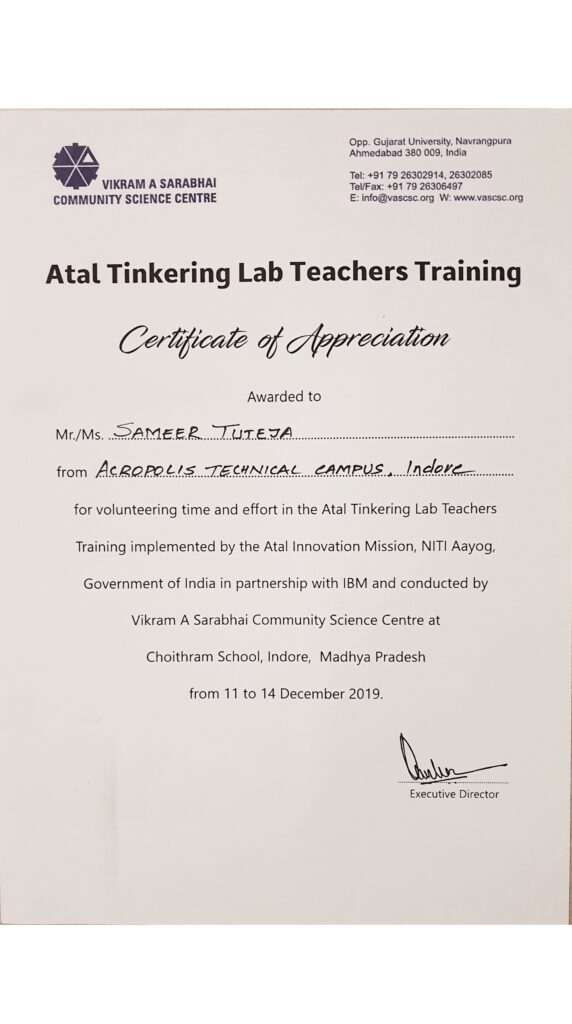 VIKRAM A SARABHAI
COMMUNITY SCIENCE CENTRE
Opp. Gujarat University, Navrangpura
Ahmedabad 380 009, India
Tel: +91 79 26302914, 26302085
Tel/Fax: +91 79 26306497
E: info@vascsc.org W: www.vascsc.org
Atal Tinkering Lab Teachers Training
Certificate of Appreciation
Awarded to
Mr./Ms. SAMEER TUTEJA
from ACROPOLIS TECHNICAL CAMPUS, Indore
for volunteering time and effort in the Atal Tinkering Lab Teachers
Training implemented by the Atal Innovation Mission, NITI Aayog,
Government of India in partnership with IBM and conducted by
Vikram A Sarabhai Community Science Centre at
Choithram School, Indore, Madhya Pradesh
from 11 to 14 December 2019.
Executive Director